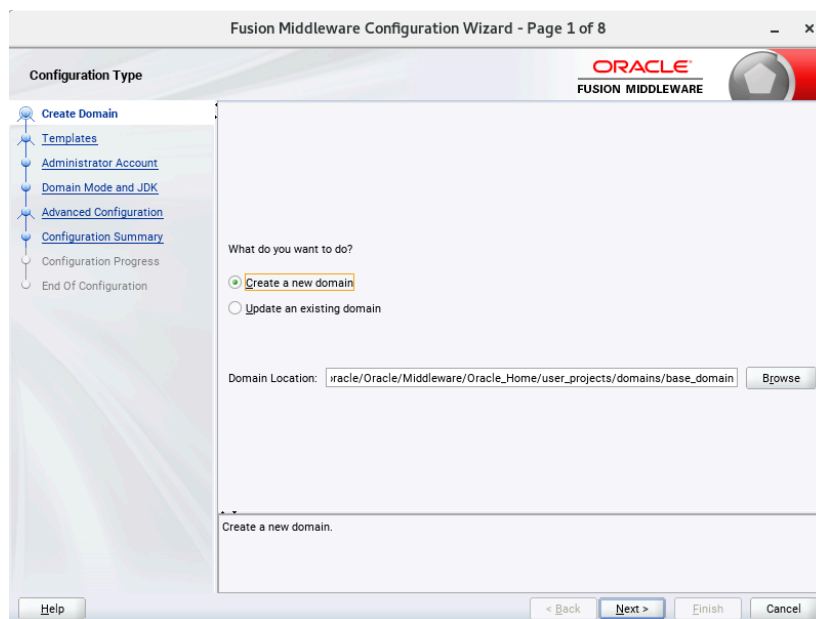 Fusion Middleware Configuration Wizard - Page 1 of 8
Configuration Type
ORACLE
FUSION MIDDLEWARE
Create Domain
Templates
Administrator Account
Domain Mode and JDK
Advanced Configuration
Configuration Summary
Configuration Progress
End Of Configuration
What do you want to do?
Create a new domain
Update an existing domain
Domain Location: racle/Oracle/Middleware/Oracle_Home/user_projects/domains/base_domain Browse
Create a new domain.
Help < Back Next > Finish Cancel